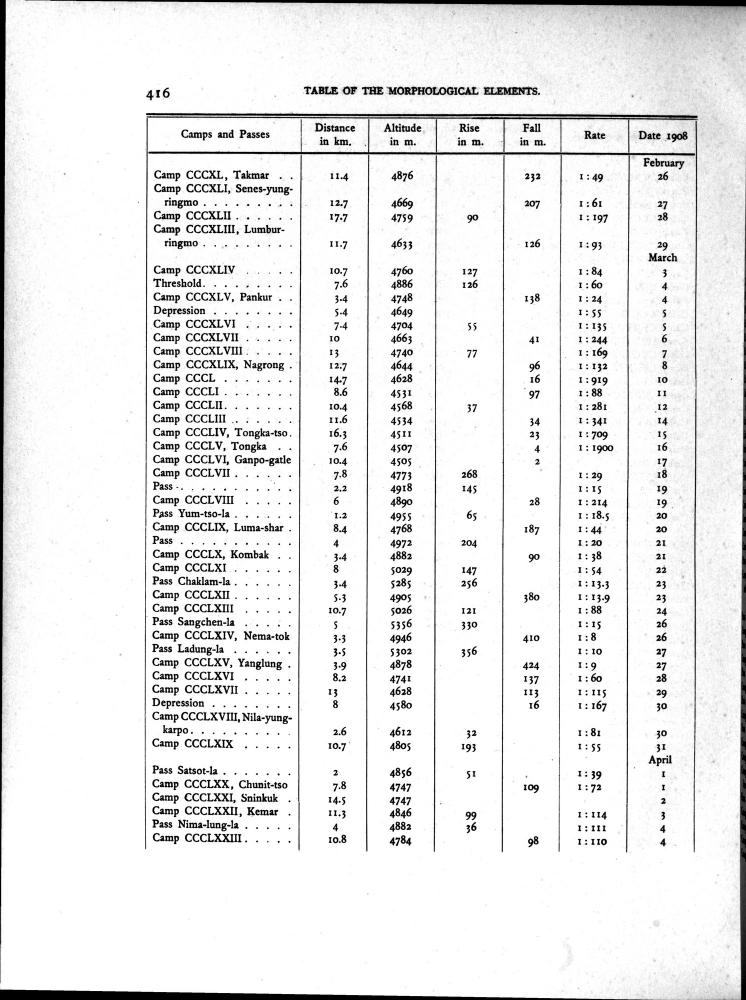 416
TABLE OF THE MORPHOLOGICAL ELEMENTS.
Camps and Passes Distance in km. Altitude in m. Rise in m. Fall in m. Rate Date 1908
February
Camp CCCXL, Takmar . . 11.4 4876 232 1:49 26
Camp CCCXLI, Senes-yung-
ringmo . . . . . . . . . 12.7 4669 207 1:61 27
Camp CCCXLII . . . . . . 17.7 4759 90 1:197 28
Camp CCCXLIII, Lumbur-
ringmo . . . . . . . . . 11.7 4633 126 1:93 29
March
Camp CCCXLIV . . . . . 10.7 4760 127 1:84 3
Threshold. . . . . . . . . 7.6 4886 126 1:60 4
Camp CCCXLV, Pankur . . 3.4 4748 138 1:24 4
Depression . . . . . . . . 5.4 4649 1:55 5
Camp CCCXLVI . . . . . 7.4 4704 55 1:135 5
Camp CCCXLVII . . . . . 10 4663 41 1:244 6
Camp CCCXLVIII . . . . . 13 4740 77 1:169 7
Camp CCCXLIX, Nagrong . 12.7 4644 96 1:132 8
Camp CCCL . . . . . . . 14.7 4628 16 1:919 10
Camp CCCLI . . . . . . . 8.6 4531 97 1:88 11
Camp CCCLII. . . . . . . 10.4 4568 37 1:281 12
Camp CCCLIII . . . . . . 11.6 4534 34 1:341 14
Camp CCCLIV, Tongka-tso. 16.3 4511 23 1:709 15
Camp CCCLV, Tongka . . 7.6 4507 4 1:1900 16
Camp CCCLVI, Ganpo-gatle 10.4 4505 2 17
Camp CCCLVII . . . . . . 7.8 4773 268 1:29 18
Pass . . . . . . . . . . . 2.2 4918 145 1:15 19
Camp CCCLVIII . . . . . 6 4890 28 1:214 19
Pass Yum-tso-la . . . . . . 1.2 4955 65 1:18.5 20
Camp CCCLIX, Luma-shar . 8.4 4768 187 1:44 20
Pass . . . . . . . . . . . 4 4972 204 1:20 21
Camp CCCLX, Kombak . . 3.4 4882 90 1:38 21
Camp CCCLXI . . . . . . 8 5029 147 1:54 22
Pass Chaklam-la . . . . . . 3.4 5285 256 1:13.3 23
Camp CCCLXII . . . . . . 5.3 4905 380 1:13.9 23
Camp CCCLXIII . . . . . 10.7 5026 121 1:88 24
Pass Sangchen-la . . . . . 5 5356 330 1:15 26
Camp CCCLXIV, Nema-tok 3.3 4946 410 1:8 26
Pass Ladung-la . . . . . . 3.5 5302 356 1:10 27
Camp CCCLXV, Yanglung . 3.9 4878 424 1:9 27
Camp CCCLXVI . . . . . 8.2 4741 137 1:60 28
Camp CCCLXVII . . . . . 13 4628 113 1:115 29
Depression . . . . . . . . 8 4580 16 1:167 30
Camp CCCLXVIII, Nila-yung-
karpo. . . . . . . . . . . 2.6 4612 32 1:81 30
Camp CCCLXIX . . . . . 10.7 4805 193 1:55 31
April
Pass Satsot-la . . . . . . . 2 4856 51 1:39 1
Camp CCCLXX, Chunit-tso 7.8 4747 109 1:72 1
Camp CCCLXXI, Sninkuk . 14.5 4747 2
Camp CCCLXXII, Kemar . 11.3 4846 99 1:114 3
Pass Nima-lung-la . . . . . 4 4882 36 1:111 4
Camp CCCLXXIII. . . . . 10.8 4784 98 1:110 4